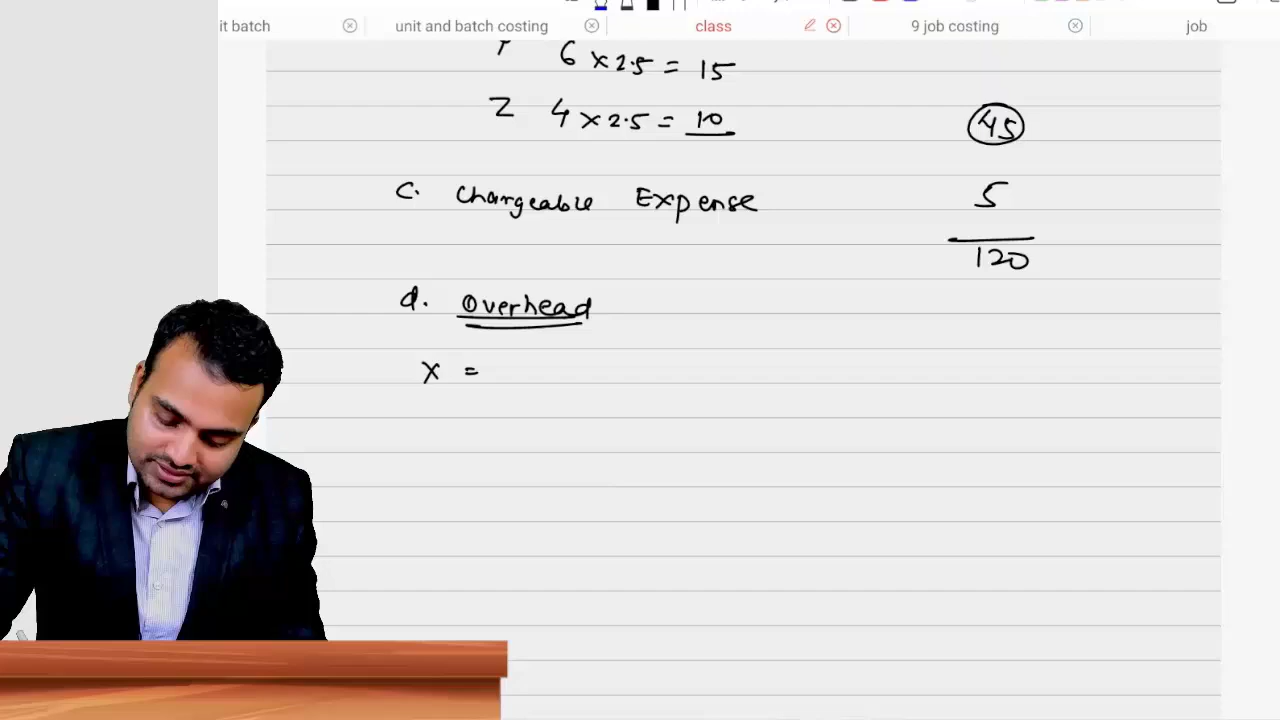 it batch unit and batch costing class 9 job costing job
Y 6 × 2.5 = 15
Z 4 × 2.5 = 10 45
c. Chargeable Expense 5
120
d. Overhead
X =